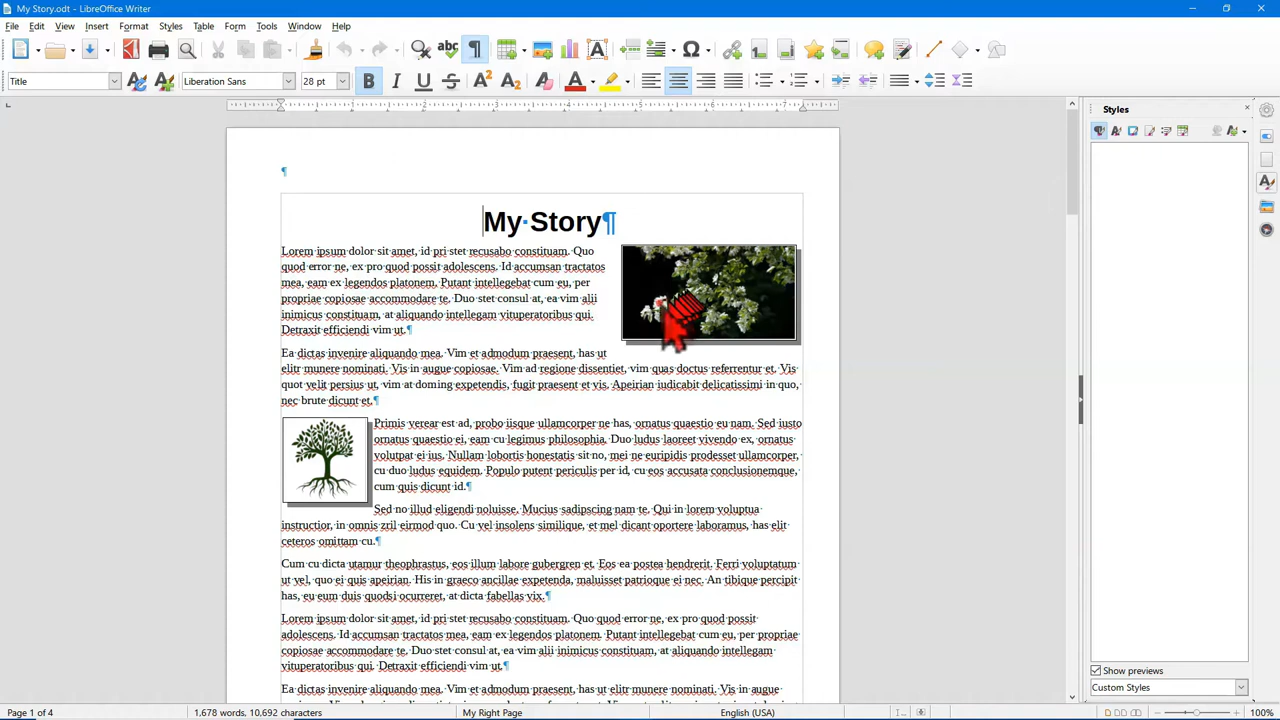 My Story.odt - LibreOffice Writer
File Edit View Insert Format Styles Table Form Tools Window Help
Title Liberation Sans 28 pt
Styles
My Story¶
Lorem ipsum dolor sit amet, id pri stet recusabo constituam. Quo
quod error ne, ex pro quod possit adolescens. Id accumsan tractatos
mea, eam ex legendos platonem. Putant intellegebat cum eu, per
propriae copiosae accommodare te. Duo stet consul at, ea vim alii
inimicus constituam, at aliquando intellegam vituperatoribus qui.
Detraxit efficiendi vim ut.¶
Ea dictas invenire aliquando mea. Vim et admodum praesent, has ut
elitr munere nominati. Vis in augue copiosae. Vim ad regione dissentiet, vim quas doctus referrentur et. Vis
quot velit persius ut, vim at doming expetendis, fugit praesent et vis. Apeirian iudicabit delicatissimi in quo,
nec brute dicunt et.¶
Primis verear est ad, probo iisque ullamcorper ne has, ornatus quaestio eu nam. Sed iusto
ornatus quaestio ei, eam cu legimus philosophia. Duo ludus laoreet vivendo ex, ornatus
volutpat ei ius. Nullam lobortis honestatis sit no, mei ne euripidis prodesset ullamcorper,
cu duo ludus equidem. Populo putent periculis per id, cu eos accusata conclusionemque,
cum quis dicunt id.¶
Sed no illud eligendi noluisse. Mucius sadipscing nam te. Qui in lorem voluptua
instructior, in omnis zril eirmod quo. Cu vel insolens similique, et mel dicant oportere laboramus, has elit
ceteros omittam cu.¶
Cum cu dicta utamur theophrastus, eos illum labore gubergren et. Eos ea postea hendrerit. Ferri voluptatum
ut vel, quo ei quis apeirian. His in graeco ancillae expetenda, maluisset patrioque ei nec. An tibique percipit
has, eu eum duis quodsi ocurreret, at dicta fabellas vix.¶
Lorem ipsum dolor sit amet, id pri stet recusabo constituam. Quo quod error ne, ex pro quod possit
adolescens. Id accumsan tractatos mea, eam ex legendos platonem. Putant intellegebat cum eu, per propriae
copiosae accommodare te. Duo stet consul at, ea vim alii inimicus constituam, at aliquando intellegam
vituperatoribus qui. Detraxit efficiendi vim ut.¶
Ea dictas invenire aliquando mea. Vim et admodum praesent, has ut elitr munere nominati. Vis in augue
Show previews
Custom Styles
Page 1 of 4 1,678 words, 10,692 characters My Right Page English (USA) 100%